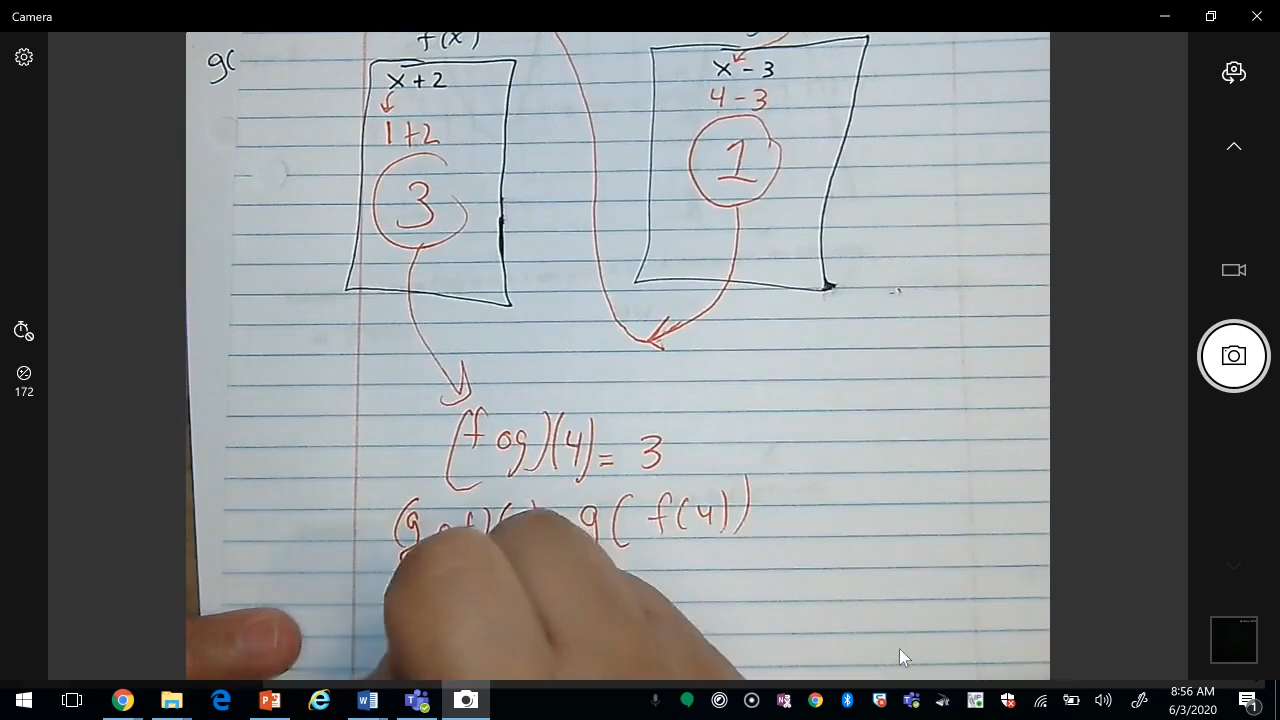 Camera
f(x)
g(
x+2
1+2
3
x-3
4-3
1
(fog)(4)= 3
g( f(4))
172
8:56 AM
6/3/2020